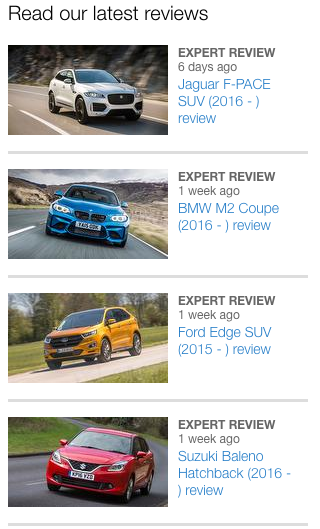 Read our latest reviews
EXPERT REVIEW
6 days ago
Jaguar F-PACE
SUV (2016 - )
review
EXPERT REVIEW
1 week ago
BMW M2 Coupe
(2016 - ) review
EXPERT REVIEW
1 week ago
Ford Edge SUV
(2015 - ) review
EXPERT REVIEW
1 week ago
Suzuki Baleno
Hatchback (2016 -
) review